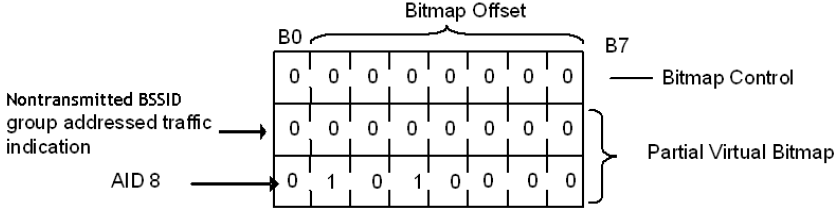 Bitmap Offset
B0
B7
0 0 0 0 0 0 0 0
Bitmap Control
Nontransmitted BSSID
group addressed traffic
indication
0 0 0 0 0 0 0 0
Partial Virtual Bitmap
AID 8
0 1 0 1 0 0 0 0